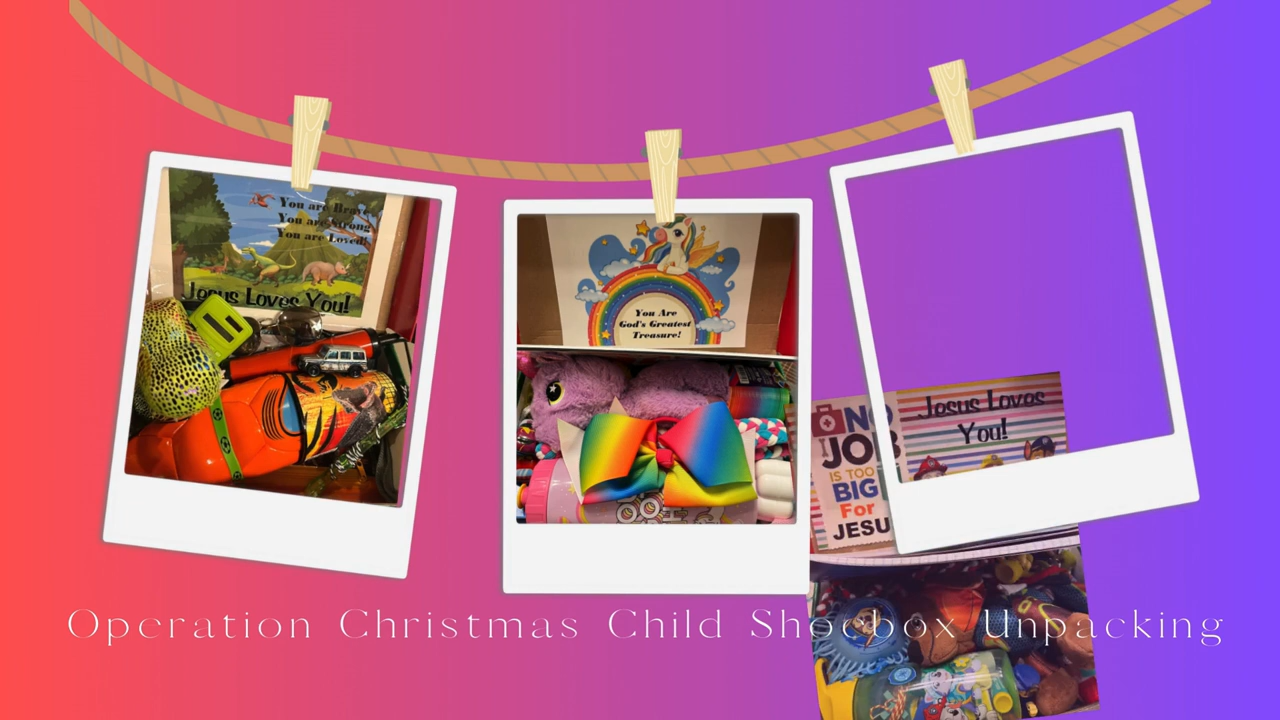 You are Brave
You are Strong
You are Loved!
Jesus Loves You!
You Are
God's Greatest
Treasure!
NO
JOB
IS TOO
BIG
For
JESU
Jesus Loves
You!
Operation Christmas Child Shoebox Unpacking